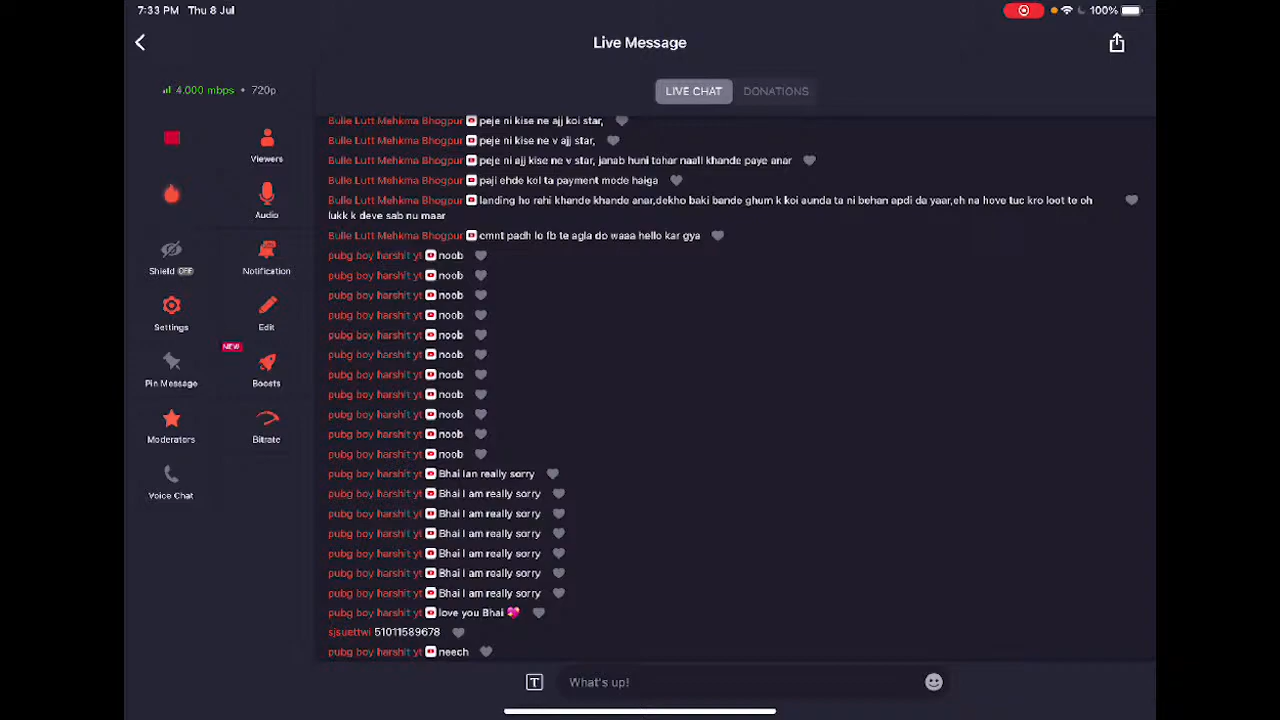 7:33 PM Thu 8 Jul
100%
Live Message
4.000 mbps • 720p
LIVE CHAT DONATIONS
Viewers
Audio
Shield OFF
Notification
Settings
Edit
NEW
Pin Message
Boosts
Moderators
Bitrate
Voice Chat
Bulle Lutt Mehkma Bhogpur peje ni kise ne ajj koi star,
Bulle Lutt Mehkma Bhogpur peje ni kise ne v ajj star,
Bulle Lutt Mehkma Bhogpur peje ni ajj kise ne v star, janab huni tohar naall khande paye anar
Bulle Lutt Mehkma Bhogpur paji ehde kol ta payment mode haiga
Bulle Lutt Mehkma Bhogpur landing ho rahi khande khande anar,dekho baki bande ghum k koi aunda ta ni behan apdi da yaar,eh na hove tuc kro loot te oh
lukk k deve sab nu maar
Bulle Lutt Mehkma Bhogpur cmnt padh lo fb te agla do waaa hello kar gya
pubg boy harshit yt noob
pubg boy harshit yt noob
pubg boy harshit yt noob
pubg boy harshit yt noob
pubg boy harshit yt noob
pubg boy harshit yt noob
pubg boy harshit yt noob
pubg boy harshit yt noob
pubg boy harshit yt noob
pubg boy harshit yt noob
pubg boy harshit yt noob
pubg boy harshit yt Bhai Ian really sorry
pubg boy harshit yt Bhai I am really sorry
pubg boy harshit yt Bhai I am really sorry
pubg boy harshit yt Bhai I am really sorry
pubg boy harshit yt Bhai I am really sorry
pubg boy harshit yt Bhai I am really sorry
pubg boy harshit yt Bhai I am really sorry
pubg boy harshit yt love you Bhai 💖
sjsuettwi 51011589678
pubg boy harshit yt neech
T What's up!